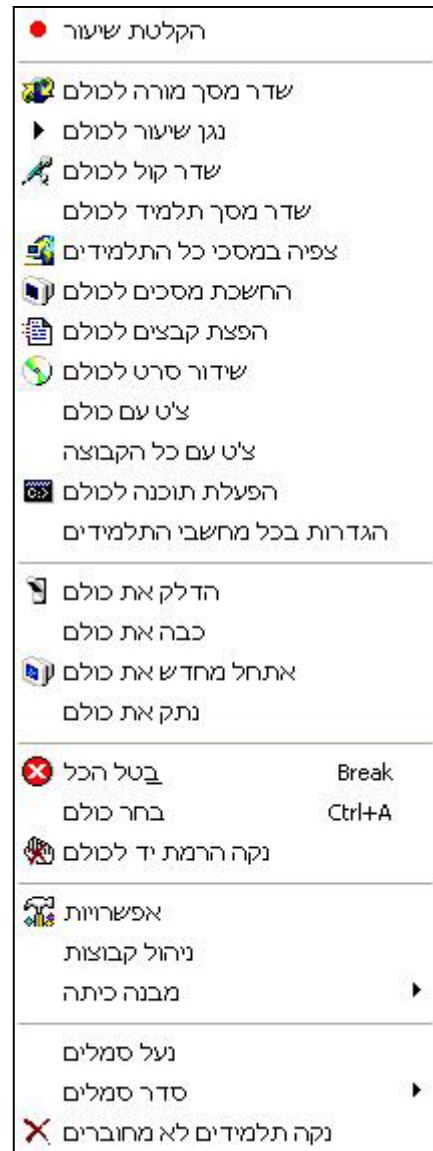 הקלטת שיעור
שדר מסך מורה לכולם
נגן שיעור לכולם
שדר קול לכולם
שדר מסך תלמיד לכולם
צפיה במסכי כל התלמידים
החשכת מסכים לכולם
הפצת קבצים לכולם
שידור סרט לכולם
צ'ט עם כולם
צ'ט עם כל הקבוצה
הפעלת תוכנה לכולם
הגדרות בכל מחשבי התלמידים
הדלק את כולם
כבה את כולם
אתחל מחדש את כולם
נתק את כולם
בטל הכל Break
בחר כולם Ctrl+A
נקה הרמת יד לכולם
אפשרויות
ניהול קבוצות
מבנה כיתה
נעל סמלים
סדר סמלים
נקה תלמידים לא מחוברים